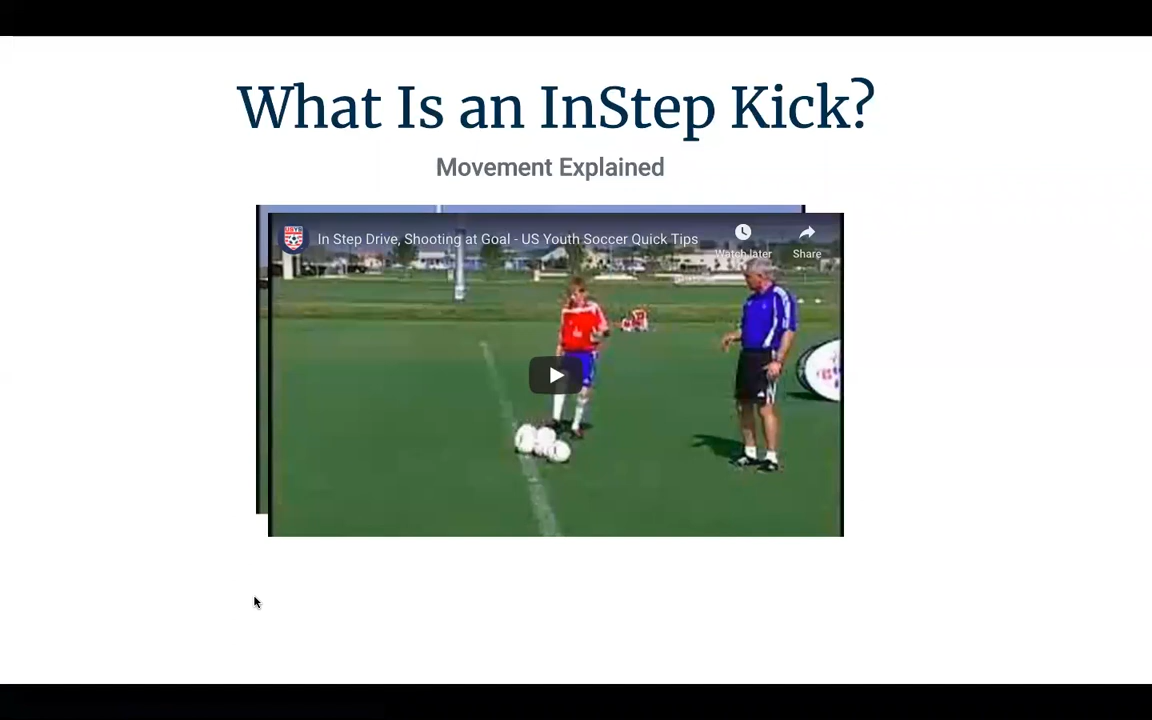 What Is an InStep Kick?
Movement Explained
In Step Drive, Shooting at Goal - US Youth Soccer Quick Tips
Watch later
Share